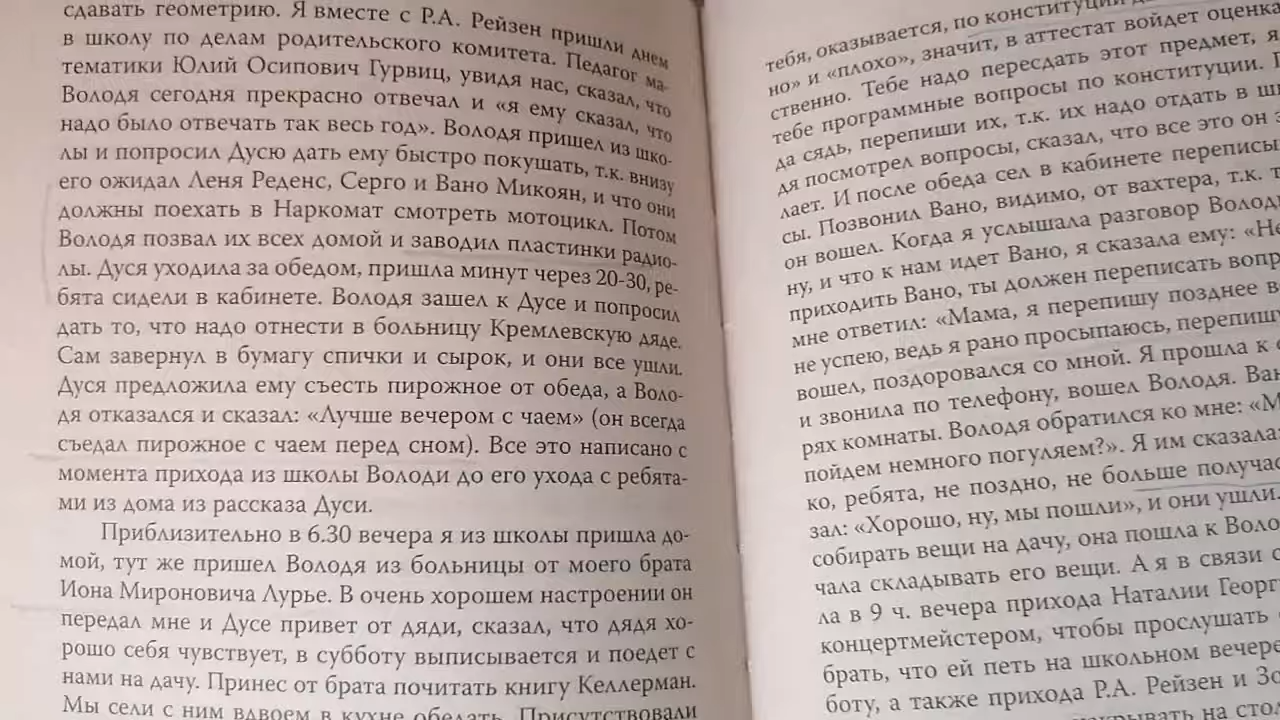 сдавать геометрию. Я вместе с Р.А. Рейзен пришли днем
в школу по делам родительского комитета. Педагог ма-
тематики Юлий Осипович Гурвиц, увидя нас, сказал, что
Володя сегодня прекрасно отвечал и «я ему сказал, что
надо было отвечать так весь год». Володя пришел из шко-
лы и попросил Дусю дать ему быстро покушать, т.к. внизу
его ожидал Леня Реденс, Серго и Вано Микоян, и что они
должны поехать в Наркомат смотреть мотоцикл. Потом
Володя позвал их всех домой и заводил пластинки радио-
лы. Дуся уходила за обедом, пришла минут через 20-30, ре-
бята сидели в кабинете. Володя зашел к Дусе и попросил
дать то, что надо отнести в больницу Кремлевскую дяде.
Сам завернул в бумагу спички и сырок, и они все ушли.
Дуся предложила ему съесть пирожное от обеда, а Воло-
дя отказался и сказал: «Лучше вечером с чаем» (он всегда
съедал пирожное с чаем перед сном). Все это написано с
момента прихода из школы Володи до его ухода с ребята-
ми из дома из рассказа Дуси.
Приблизительно в 6.30 вечера я из школы пришла до-
мой, тут же пришел Володя из больницы от моего брата
Иона Мироновича Лурье. В очень хорошем настроении он
передал мне и Дусе привет от дяди, сказал, что дядя хо-
рошо себя чувствует, в субботу выписывается и поедет с
нами на дачу. Принес от брата почитать книгу Келлерман.
Мы сели с ним вдвоем в кухне обедать. Присутствовали
тебя, оказывается, по конституции
но» и «плохо», значит, в аттестат войдет оценка
ственно. Тебе надо пересдать этот предмет, я
тебе программные вопросы по конституции.
да сядь, перепиши их, т.к. их надо отдать в
дя посмотрел вопросы, сказал, что все это он
лает. И после обеда сел в кабинете переписы
сы. Позвонил Вано, видимо, от вахтера, т.к.
он вошел. Когда я услышала разговор Волод
ну, и что к нам идет Вано, я сказала ему: «Не
приходить Вано, ты должен переписать вопр
мне ответил: «Мама, я перепишу позднее
не успею, ведь я рано просыпаюсь, перепишу
вошел, поздоровался со мной. Я прошла к
и звонила по телефону, вошел Володя. Ва
рях комнаты. Володя обратился ко мне: «М
пойдем немного погуляем?». Я им сказала:
ко, ребята, не поздно, не больше получас
зал: «Хорошо, ну, мы пошли», и они ушли.
собирать вещи на дачу, она пошла к Воло
чала складывать его вещи. А я в связи с
ла в 9 ч. вечера прихода Наталии Георг
концертмейстером, чтобы прослушать
брать, что ей петь на школьном вечере
боту, а также прихода Р.А. Рейзен и Зо
на стол